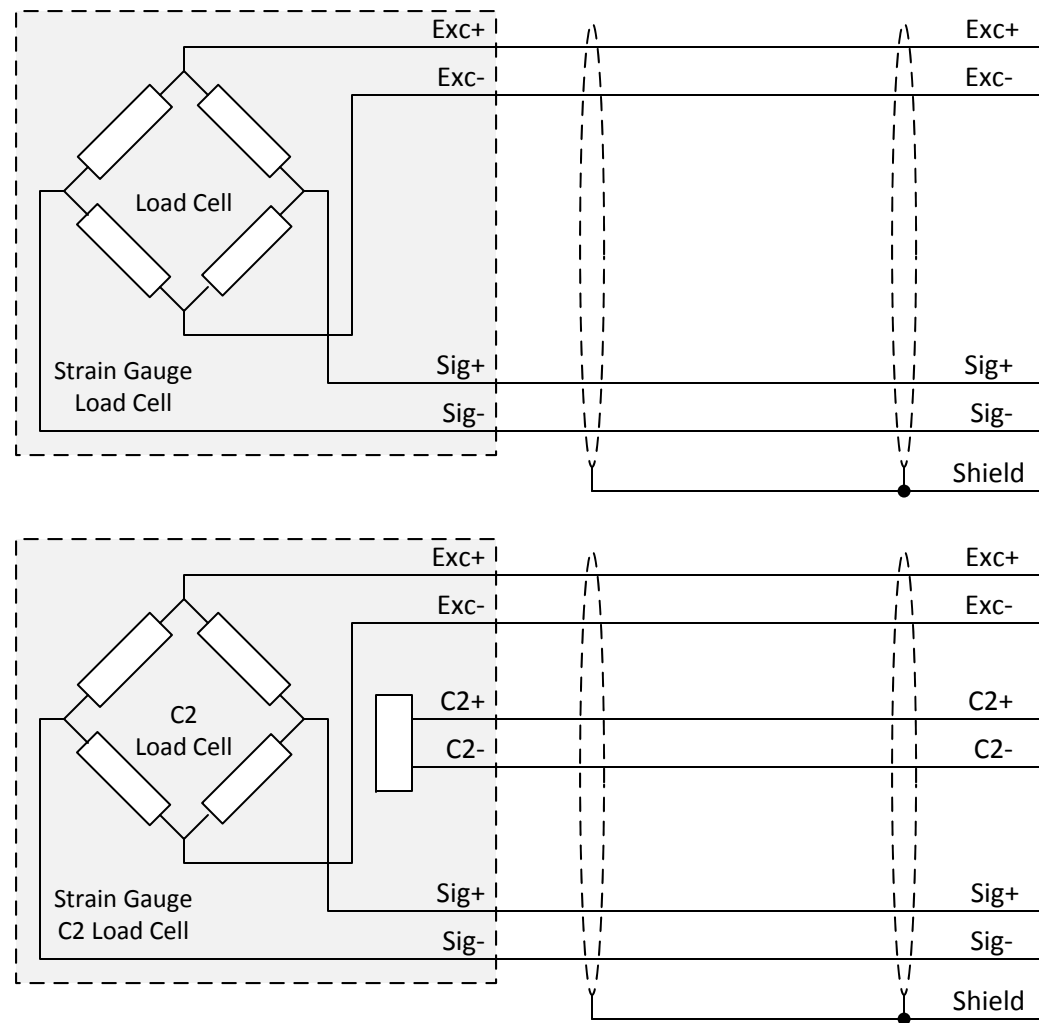 Exc+ Exc+
Exc- Exc-
Load Cell
Strain Gauge
Load Cell
Sig+ Sig+
Sig- Sig-
Shield
Exc+ Exc+
Exc- Exc-
C2+ C2+
C2
Load Cell
C2- C2-
Strain Gauge
C2 Load Cell
Sig+ Sig+
Sig- Sig-
Shield